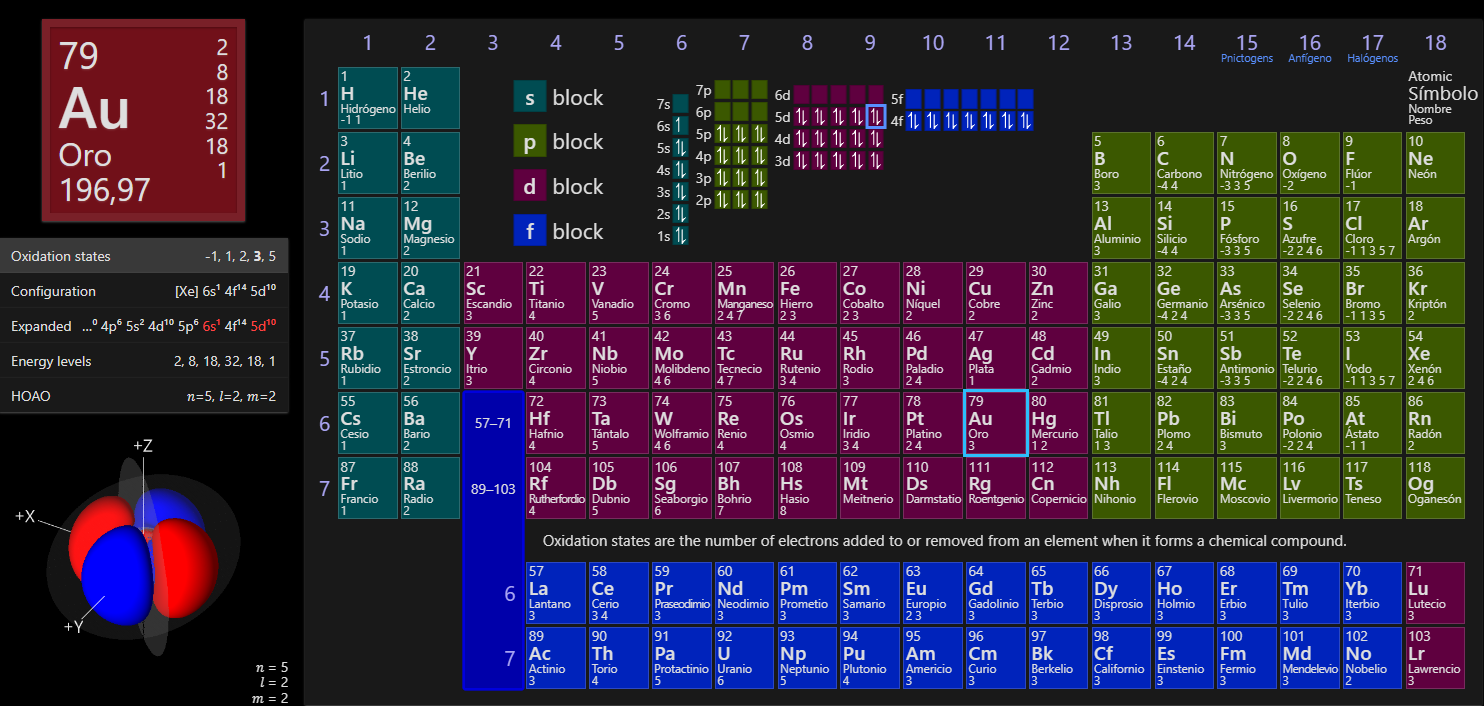 79
Au
Oro
196,97
2
8
18
32
18
1
Oxidation states -1, 1, 2, 3, 5
Configuration [Xe] 6s¹ 4f¹⁴ 5d¹⁰
Expanded ...⁰ 4p⁶ 5s² 4d¹⁰ 5p⁶ 6s¹ 4f¹⁴ 5d¹⁰
Energy levels 2, 8, 18, 32, 18, 1
HOAO n=5, l=2, m=2
+Z
+X
+Y
n = 5
l = 2
m = 2
1 2 3 4 5 6 7 8 9 10 11 12 13 14 15 16 17 18
Pnictogens Anfígeno Halógenos
Atomic
Símbolo
Nombre
Peso
s block
p block
d block
f block
7s
6s
5s
4s
3s
2s
1s
7p
6p
5p
4p
3p
2p
6d
5d
4d
3d
5f
4f
1
1 2
H He
Hidrógeno Helio
-1 1
2
3 4 5 6 7 8 9 10
Li Be B C N O F Ne
Litio Berilio Boro Carbono Nitrógeno Oxígeno Flúor Neón
1 2 3 -4 4 -3 3 5 -2 -1
3
11 12 13 14 15 16 17 18
Na Mg Al Si P S Cl Ar
Sodio Magnesio Aluminio Silicio Fósforo Azufre Cloro Argón
1 2 3 -4 4 -3 3 5 -2 2 4 6 -1 1 3 5 7
4
19 20 21 22 23 24 25 26 27 28 29 30 31 32 33 34 35 36
K Ca Sc Ti V Cr Mn Fe Co Ni Cu Zn Ga Ge As Se Br Kr
Potasio Calcio Escandio Titanio Vanadio Cromo Manganeso Hierro Cobalto Níquel Cobre Zinc Galio Germanio Arsénico Selenio Bromo Kriptón
1 2 3 4 5 3 6 2 4 7 2 3 2 3 2 2 2 3 -4 2 4 -3 3 5 -2 2 4 6 -1 1 3 5 2
5
37 38 39 40 41 42 43 44 45 46 47 48 49 50 51 52 53 54
Rb Sr Y Zr Nb Mo Tc Ru Rh Pd Ag Cd In Sn Sb Te I Xe
Rubidio Estroncio Itrio Circonio Niobio Molibdeno Tecnecio Rutenio Rodio Paladio Plata Cadmio Indio Estaño Antimonio Telurio Yodo Xenón
1 2 3 4 5 4 6 4 7 3 4 3 2 4 1 2 3 -4 2 4 -3 3 5 -2 2 4 6 -1 1 3 5 7 2 4 6
6
55 56 57–71 72 73 74 75 76 77 78 79 80 81 82 83 84 85 86
Cs Ba Hf Ta W Re Os Ir Pt Au Hg Tl Pb Bi Po At Rn
Cesio Bario Hafnio Tántalo Wolframio Renio Osmio Iridio Platino Oro Mercurio Talio Plomo Bismuto Polonio Ástato Radón
1 2 4 5 4 6 4 4 3 4 2 4 3 1 2 1 3 2 4 3 -2 2 4 -1 1 2
7
87 88 89–103 104 105 106 107 108 109 110 111 112 113 114 115 116 117 118
Fr Ra Rf Db Sg Bh Hs Mt Ds Rg Cn Nh Fl Mc Lv Ts Og
Francio Radio Rutherfordio Dubnio Seaborgio Bohrio Hasio Meitnerio Darmstatio Roentgenio Copernicio Nihonio Flerovio Moscovio Livermorio Teneso Oganesón
1 2 4 5 6 7 8
Oxidation states are the number of electrons added to or removed from an element when it forms a chemical compound.
6
57 58 59 60 61 62 63 64 65 66 67 68 69 70 71
La Ce Pr Nd Pm Sm Eu Gd Tb Dy Ho Er Tm Yb Lu
Lantano Cerio Praseodimio Neodimio Prometio Samario Europio Gadolinio Terbio Disprosio Holmio Erbio Tulio Iterbio Lutecio
3 3 4 3 3 3 3 2 3 3 3 3 3 3 3 3 3
7
89 90 91 92 93 94 95 96 97 98 99 100 101 102 103
Ac Th Pa U Np Pu Am Cm Bk Cf Es Fm Md No Lr
Actinio Torio Protactinio Uranio Neptunio Plutonio Americio Curio Berkelio Californio Einstenio Fermio Mendelevio Nobelio Lawrencio
3 4 5 6 5 4 3 3 3 3 3 3 3 2 3